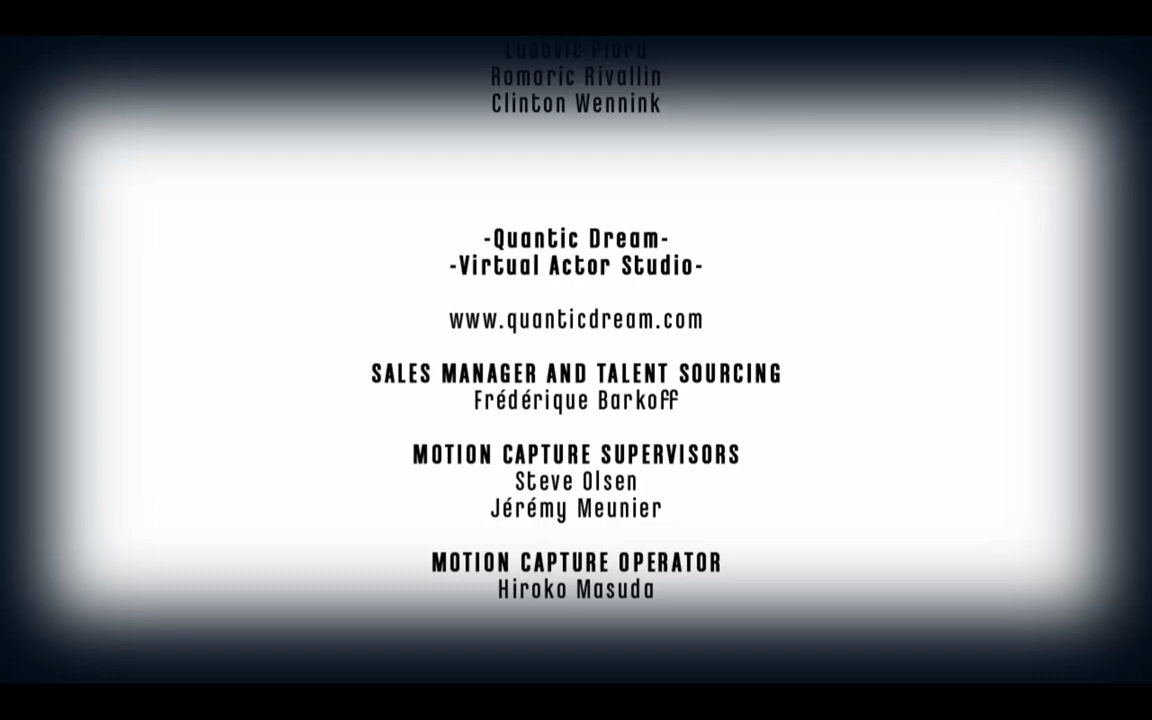 Ludovic Piard
Romaric Rivallin
Clinton Wennink
-Quantic Dream-
-Virtual Actor Studio-
www.quanticdream.com
SALES MANAGER AND TALENT SOURCING
Frédérique Barkoff
MOTION CAPTURE SUPERVISORS
Steve Olsen
Jérémy Meunier
MOTION CAPTURE OPERATOR
Hiroko Masuda